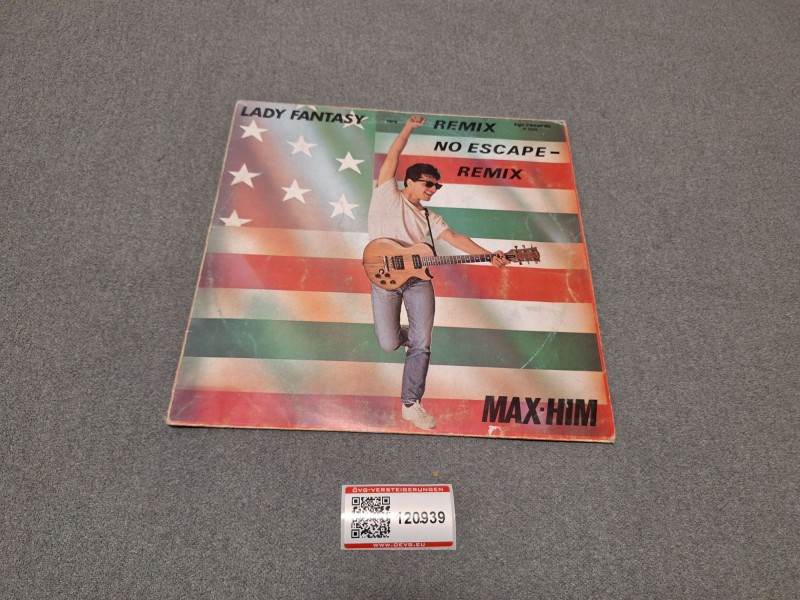 LADY FANTASY
REMIX
NO ESCAPE –
REMIX
MAX·HIM
ÖVG-VERSTEIGERUNGEN
120939
WWW.OEVG.EU